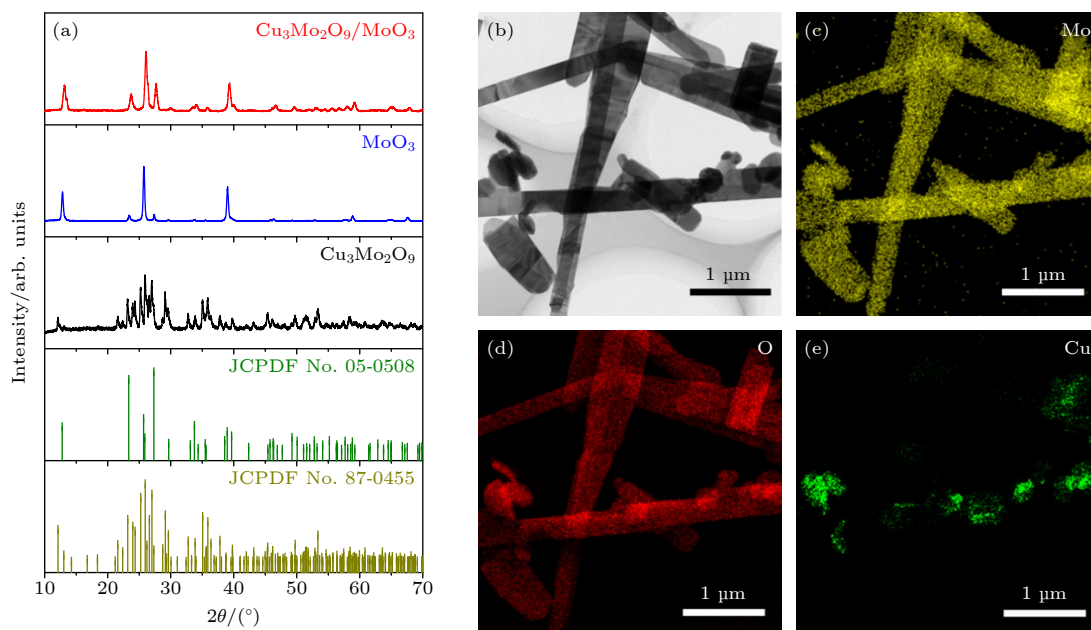 (a)
Cu₃Mo₂O₉/MoO₃
MoO₃
Cu₃Mo₂O₉
JCPDF No. 05-0508
JCPDF No. 87-0455
Intensity/arb. units
10 20 30 40 50 60 70
2θ/(°)
(b)
1 μm
(c) Mo
1 μm
(d) O
1 μm
(e) Cu
1 μm